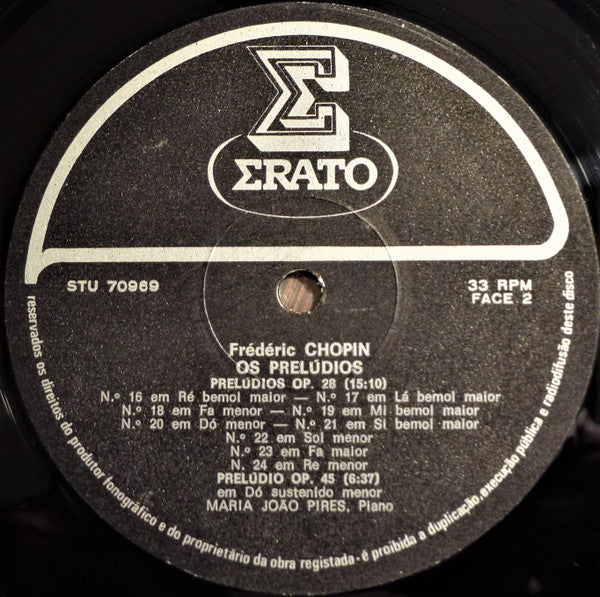 ΣRATO
STU 70969
33 RPM
FACE 2
Frédéric CHOPIN
OS PRELÚDIOS
PRELÚDIOS OP. 28 (15:10)
N.º 16 em Ré bemol maior — N.º 17 em Lá bemol maior
N.º 18 em Fa menor — N.º 19 em Mi bemol maior
N.º 20 em Dó menor — N.º 21 em Si bemol maior
N.º 22 em Sol menor
N.º 23 em Fa maior
N. 24 em Re menor
PRELÚDIO OP. 45 (6:37)
em Dó sustenido menor
MARIA JOÃO PIRES, Piano
reservados os direitos do produtor fonográfico e do proprietário da obra registada - é proibida a duplicação, execução pública e radiodifusão deste disco